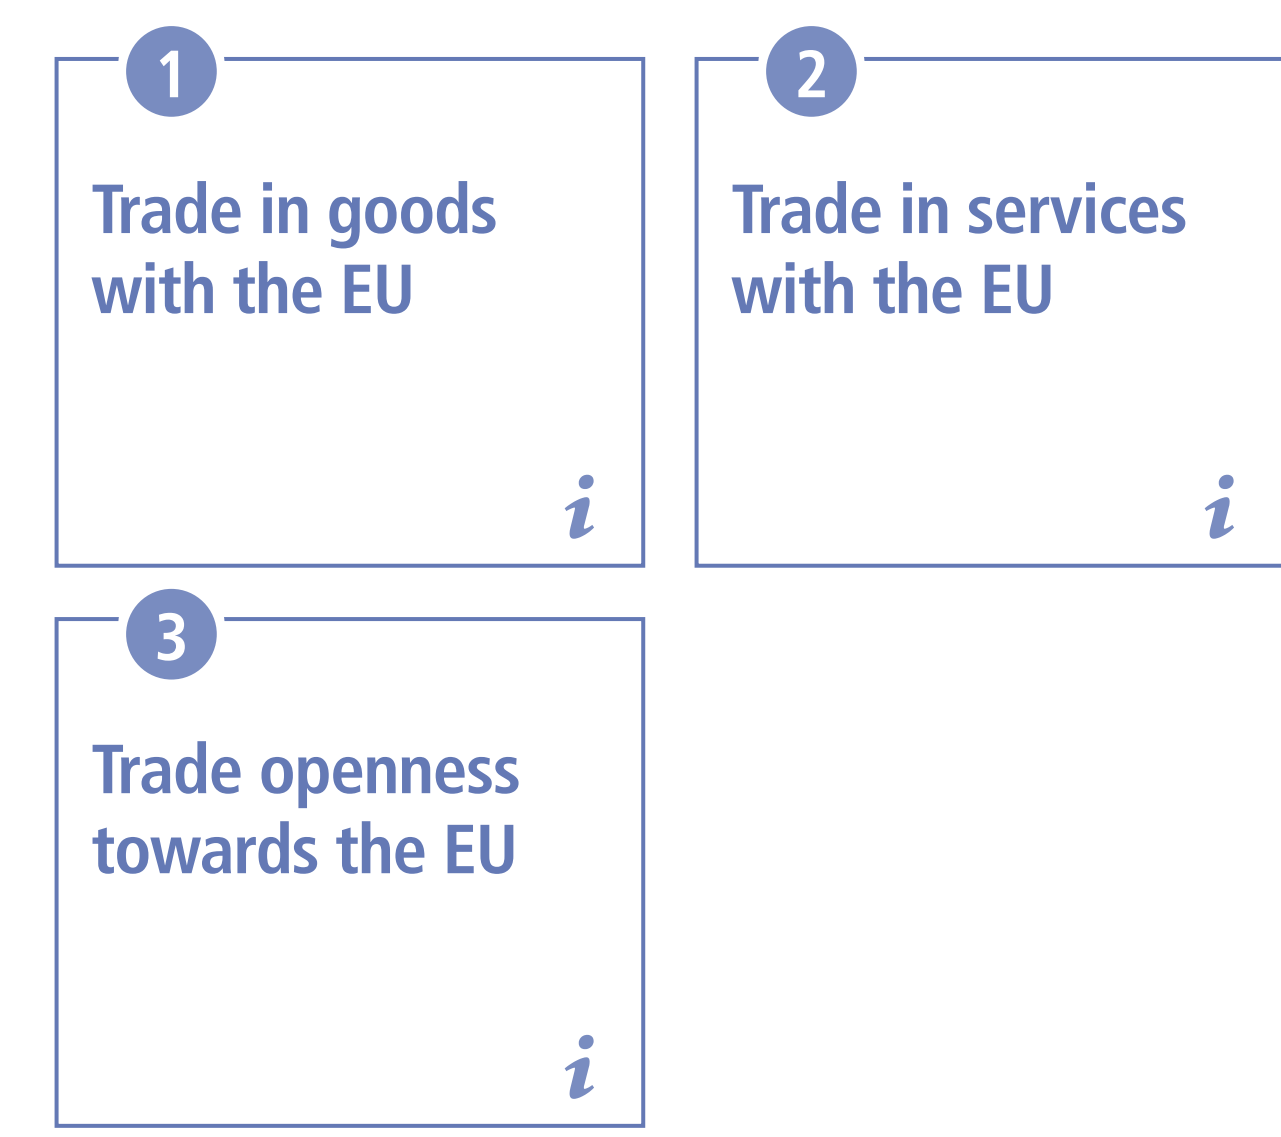 1
Trade in goods
with the EU
i
2
Trade in services
with the EU
i
3
Trade openness
towards the EU
i